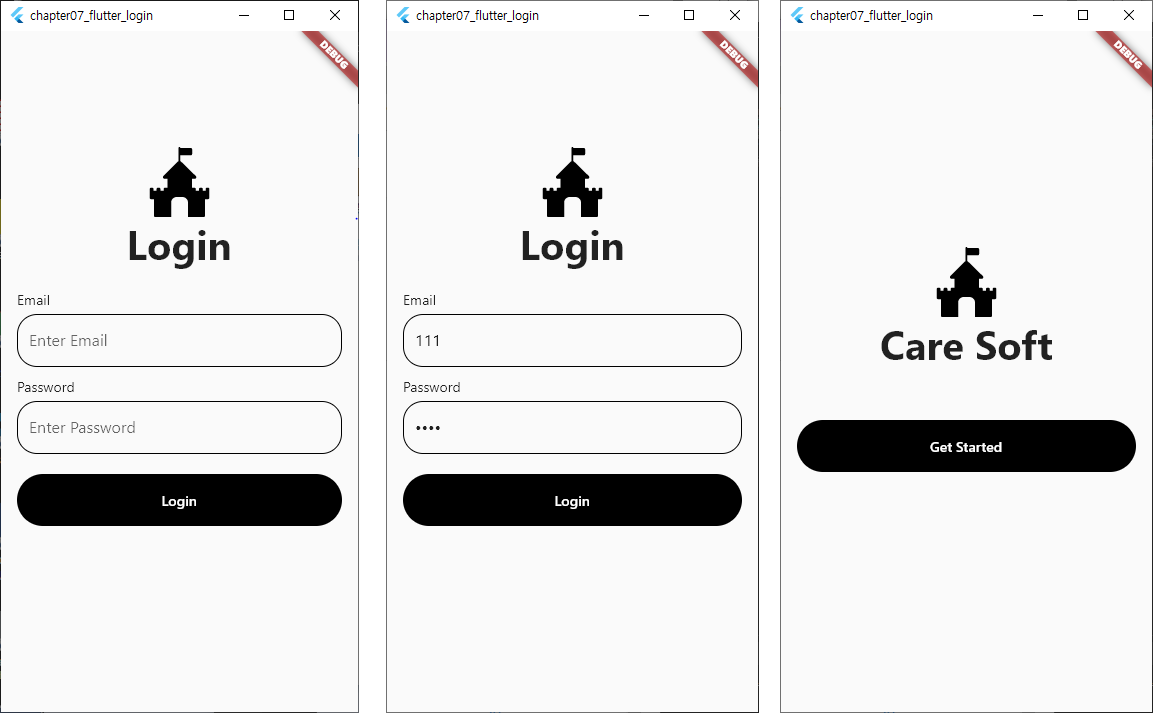 chapter07_flutter_login
DEBUG
Login
Email
Enter Email
Password
Enter Password
Login
chapter07_flutter_login
DEBUG
Login
Email
111
Password
••••
Login
chapter07_flutter_login
DEBUG
Care Soft
Get Started